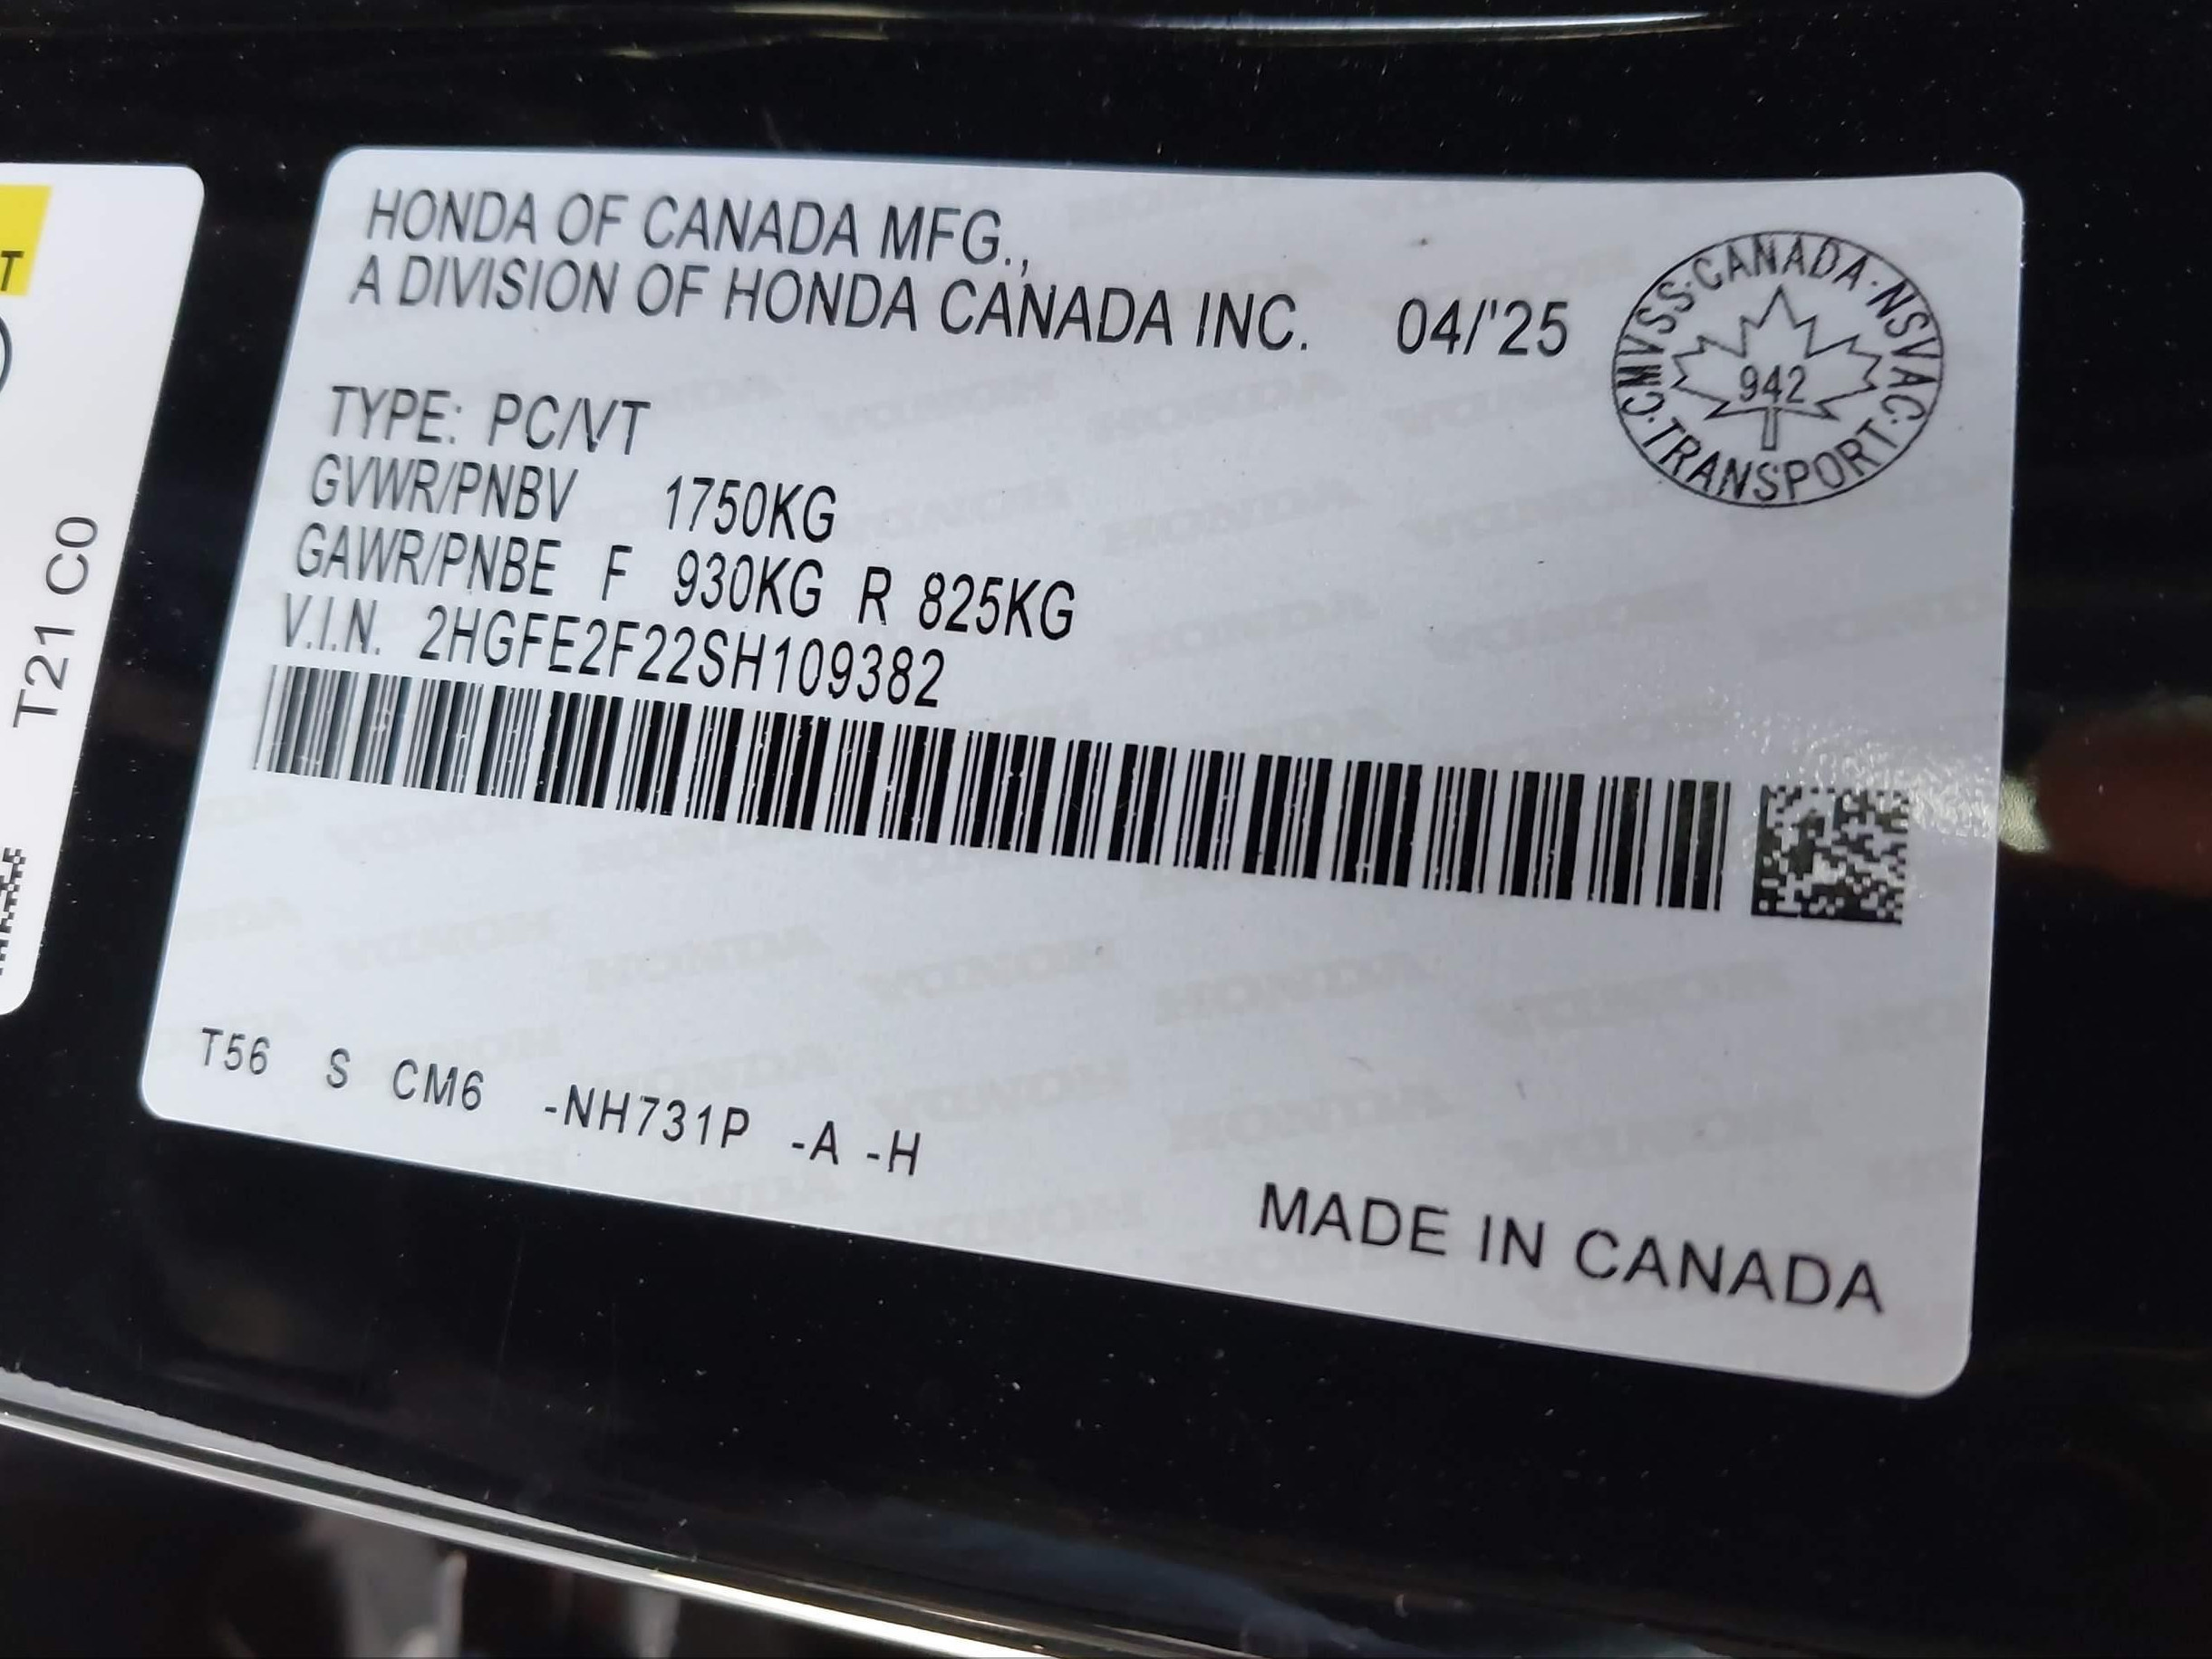 HONDA OF CANADA MFG.,
A DIVISION OF HONDA CANADA INC. 04/'25
CMVSS·CANADA·NSVAC·TRANSPORT·
942
TYPE: PC/VT
GVWR/PNBV 1750KG
GAWR/PNBE F 930KG R 825KG
V.I.N. 2HGFE2F22SH109382
T56 S CM6 -NH731P -A -H
MADE IN CANADA
T
T21 C0